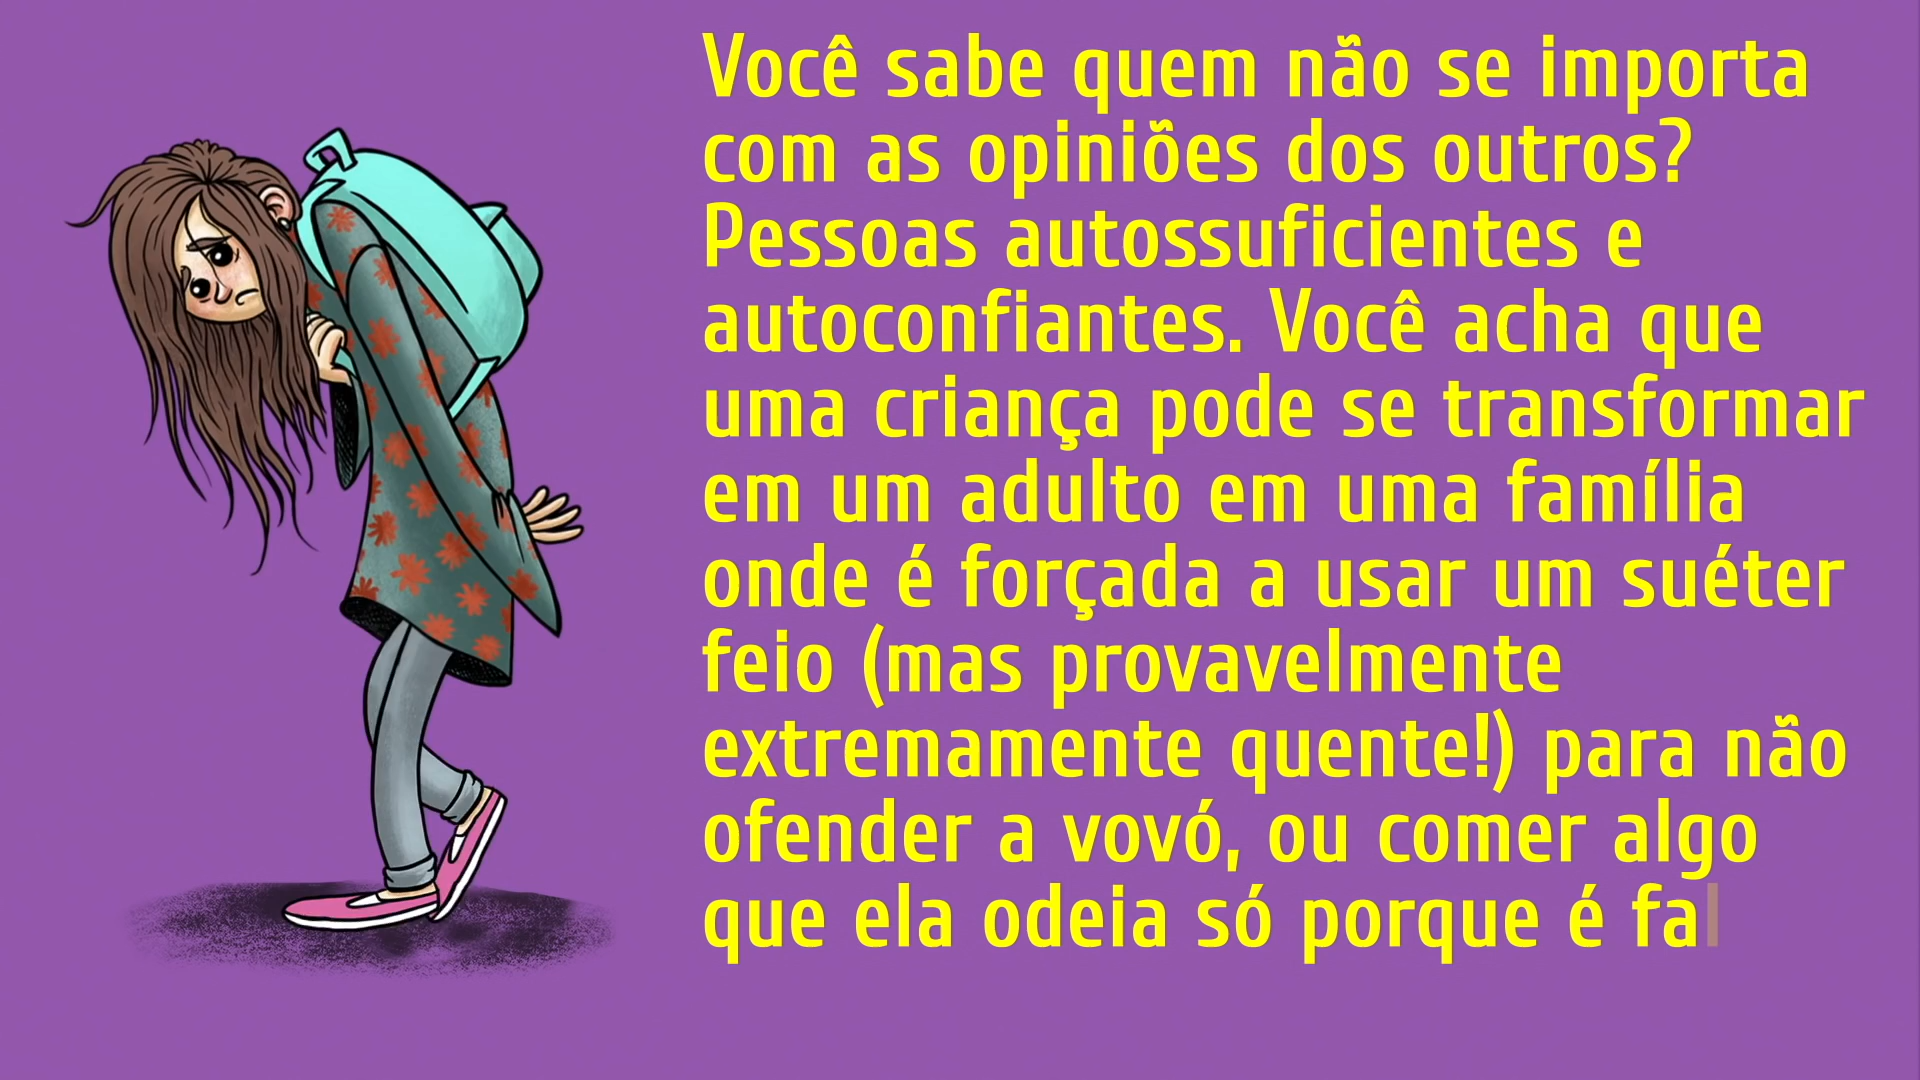 Você sabe quem não se importa
com as opiniões dos outros?
Pessoas autossuficientes e
autoconfiantes. Você acha que
uma criança pode se transformar
em um adulto em uma família
onde é forçada a usar um suéter
feio (mas provavelmente
extremamente quente!) para não
ofender a vovó, ou comer algo
que ela odeia só porque é fal